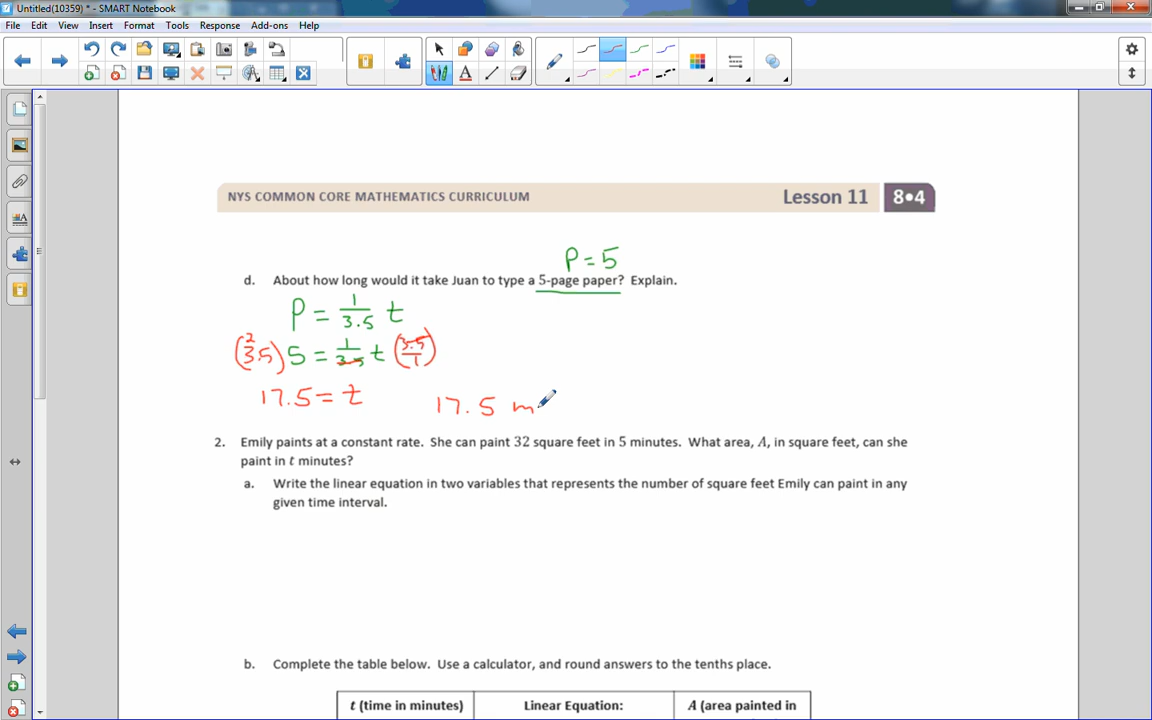 Untitled(10359) * - SMART Notebook
File Edit View Insert Format Tools Response Add-ons Help
NYS COMMON CORE MATHEMATICS CURRICULUM Lesson 11 8•4
P = 5
d. About how long would it take Juan to type a 5-page paper? Explain.
P = 1/3.5 t
(3.5) 5 = 1/3.5 t (3.5/1)
17.5 = t 17.5 m
2. Emily paints at a constant rate. She can paint 32 square feet in 5 minutes. What area, A, in square feet, can she
paint in t minutes?
a. Write the linear equation in two variables that represents the number of square feet Emily can paint in any
given time interval.
b. Complete the table below. Use a calculator, and round answers to the tenths place.
t (time in minutes) Linear Equation: A (area painted in